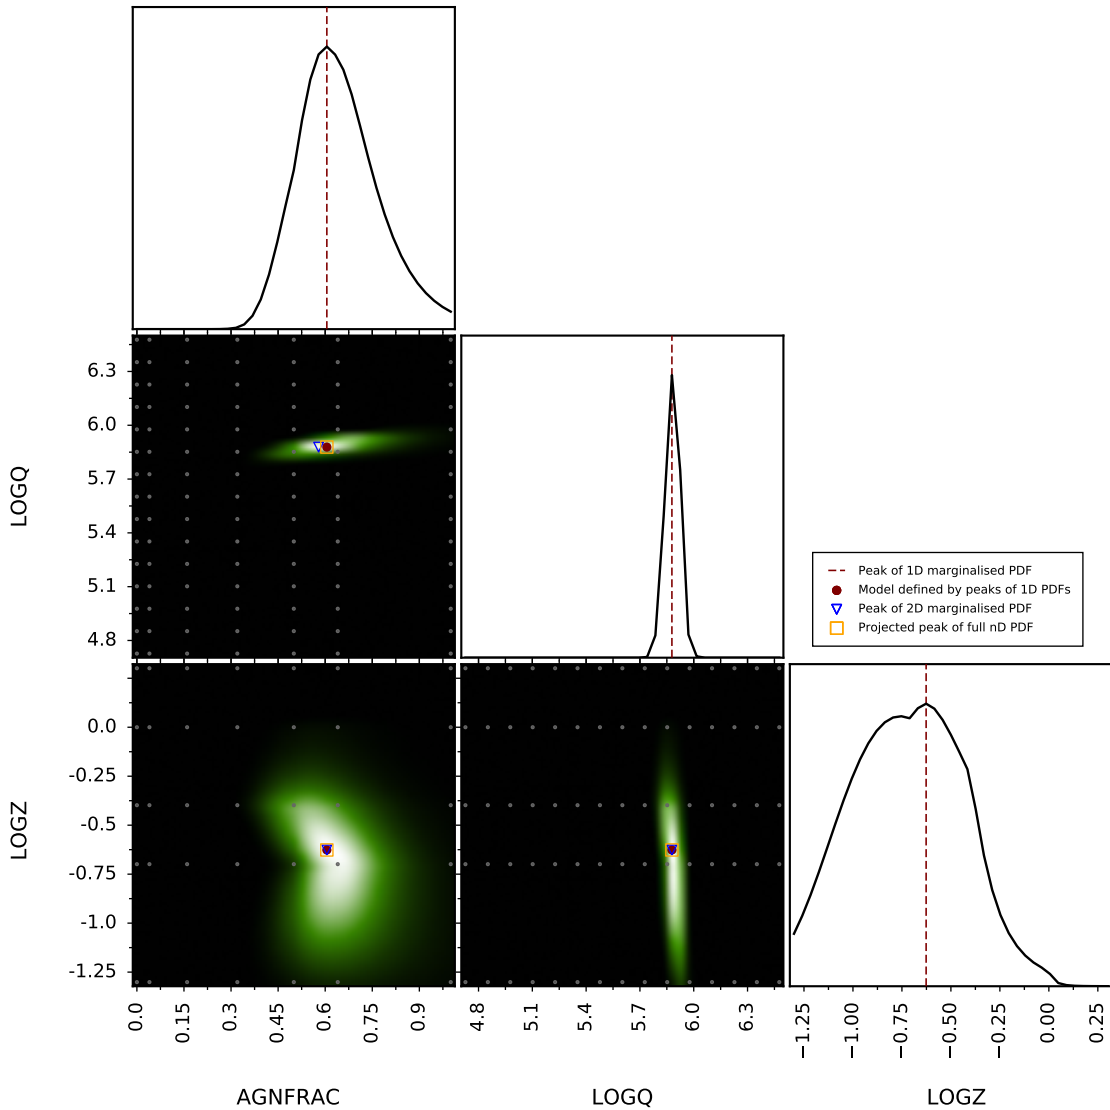 6.3
6.0
5.7
5.4
5.1
4.8
LOGQ
Peak of 1D marginalised PDF
Model defined by peaks of 1D PDFs
Peak of 2D marginalised PDF
Projected peak of full nD PDF
0.0
-0.25
-0.5
-0.75
-1.0
-1.25
LOGZ
0.0 0.15 0.3 0.45 0.6 0.75 0.9
4.8 5.1 5.4 5.7 6.0 6.3
−1.25 −1.00 −0.75 −0.50 −0.25 0.00 0.25
AGNFRAC LOGQ LOGZ